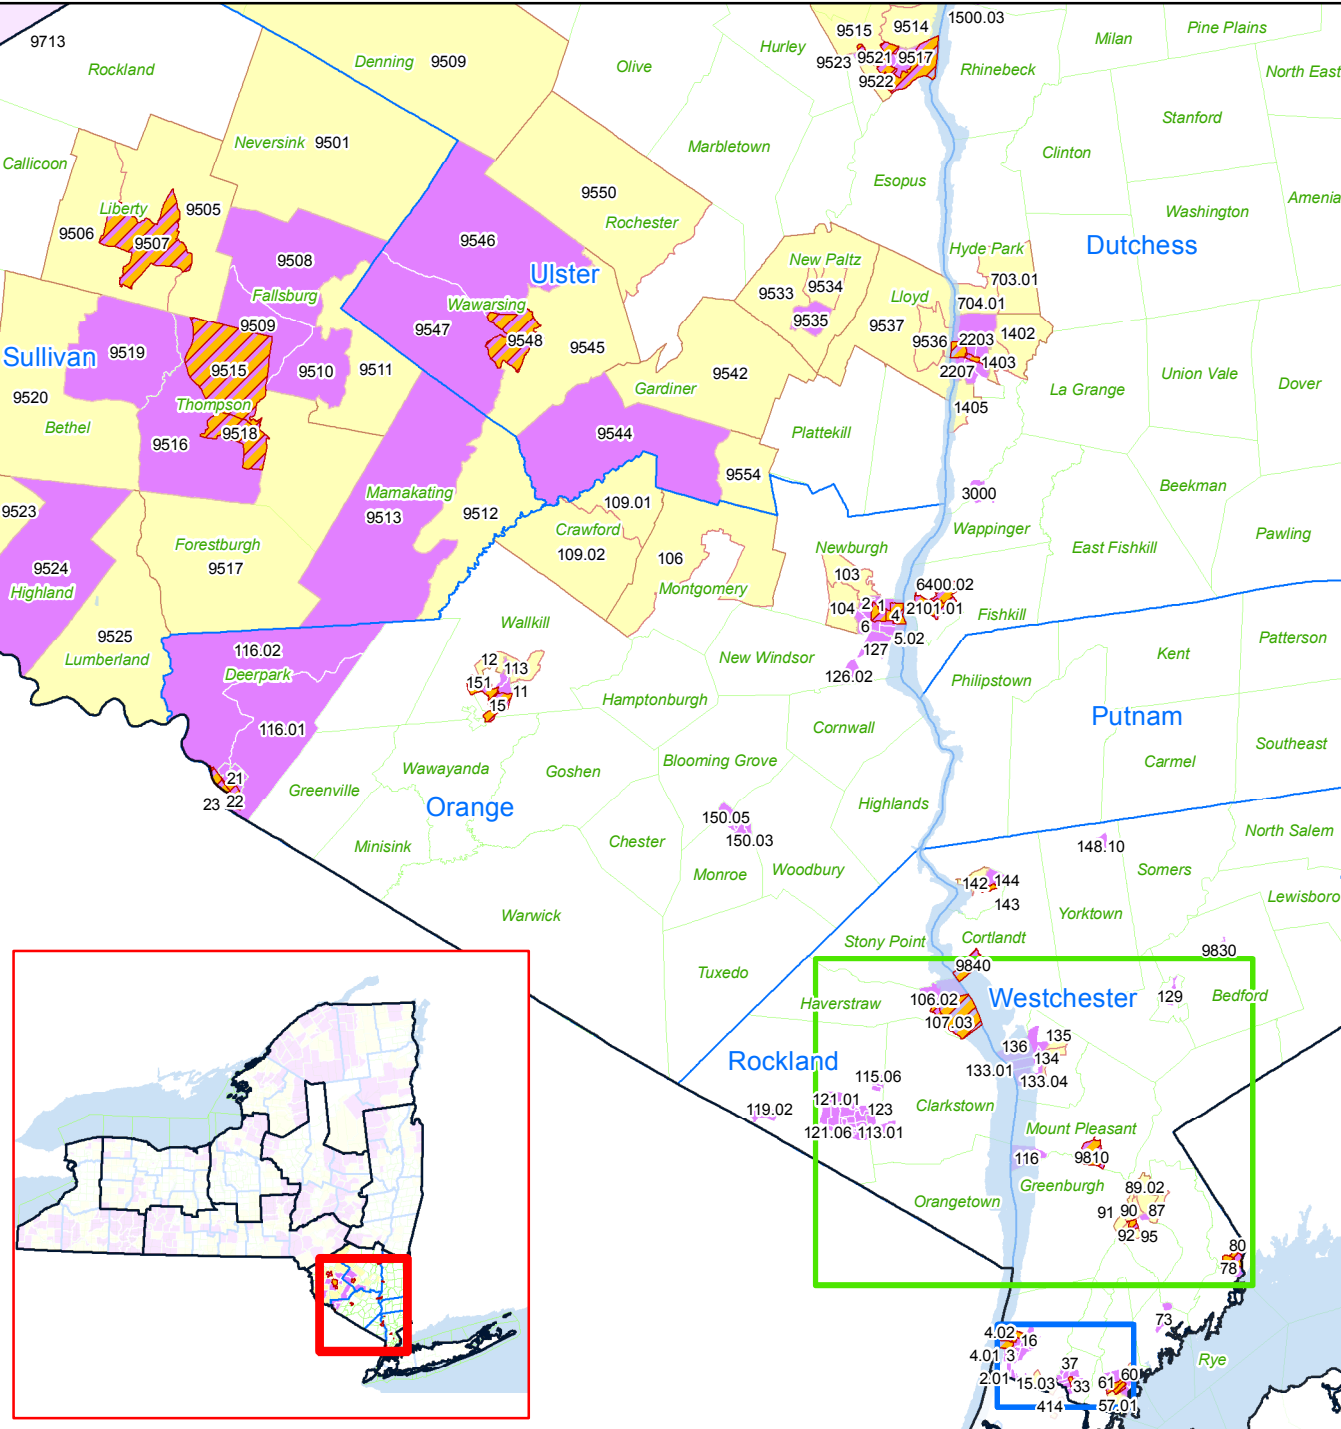 9713
Rockland
Denning 9509
Olive
Hurley
9515
9514
1500.03
Milan
Pine Plains
9523
9521
9517
9522
Rhinebeck
North East
Stanford
Callicoon
Neversink 9501
Marbletown
Clinton
Esopus
Amenia
Washington
9550
Rochester
Liberty
9505
9506
9507
9546
9508
Ulster
Hyde Park
Dutchess
New Paltz
703.01
9534
9533
Lloyd
704.01
Fallsburg
Wawarsing
9535
9537
9509
9547
9548
9545
9536
2203
1402
Sullivan
9519
9515
9510
9511
2207
1403
9542
Gardiner
Union Vale
Dover
La Grange
9520
Thompson
1405
Bethel
9516
9518
9544
Plattekill
9554
Beekman
Mamakating
9513
9512
109.01
3000
9523
Crawford
Wappinger
Pawling
Forestburgh
9517
109.02
106
Newburgh
East Fishkill
9524
Highland
103
Montgomery
6400.02
104
2
1
4
2101.01
Fishkill
9525
Lumberland
116.02
Deerpark
Wallkill
6
5.02
127
Patterson
Kent
New Windsor
126.02
Philipstown
12
113
151
11
15
Hamptonburgh
Putnam
116.01
Cornwall
Southeast
Wawayanda
Goshen
Blooming Grove
Carmel
21
23
22
Greenville
Orange
Highlands
150.05
150.03
Minisink
Chester
148.10
North Salem
Monroe
Woodbury
Somers
142
144
143
Lewisboro
Warwick
Yorktown
Stony Point
Cortlandt
9830
Tuxedo
9840
Haverstraw
106.02
Westchester
129
Bedford
107.03
136
135
Rockland
134
133.01
133.04
115.06
119.02
121.01
123
Clarkstown
121.06
113.01
Mount Pleasant
116
9810
Greenburgh
89.02
Orangetown
91
90
87
92
95
80
78
73
4.02
16
4.01
3
37
Rye
2.01
15.03
33
61
60
414
57.01